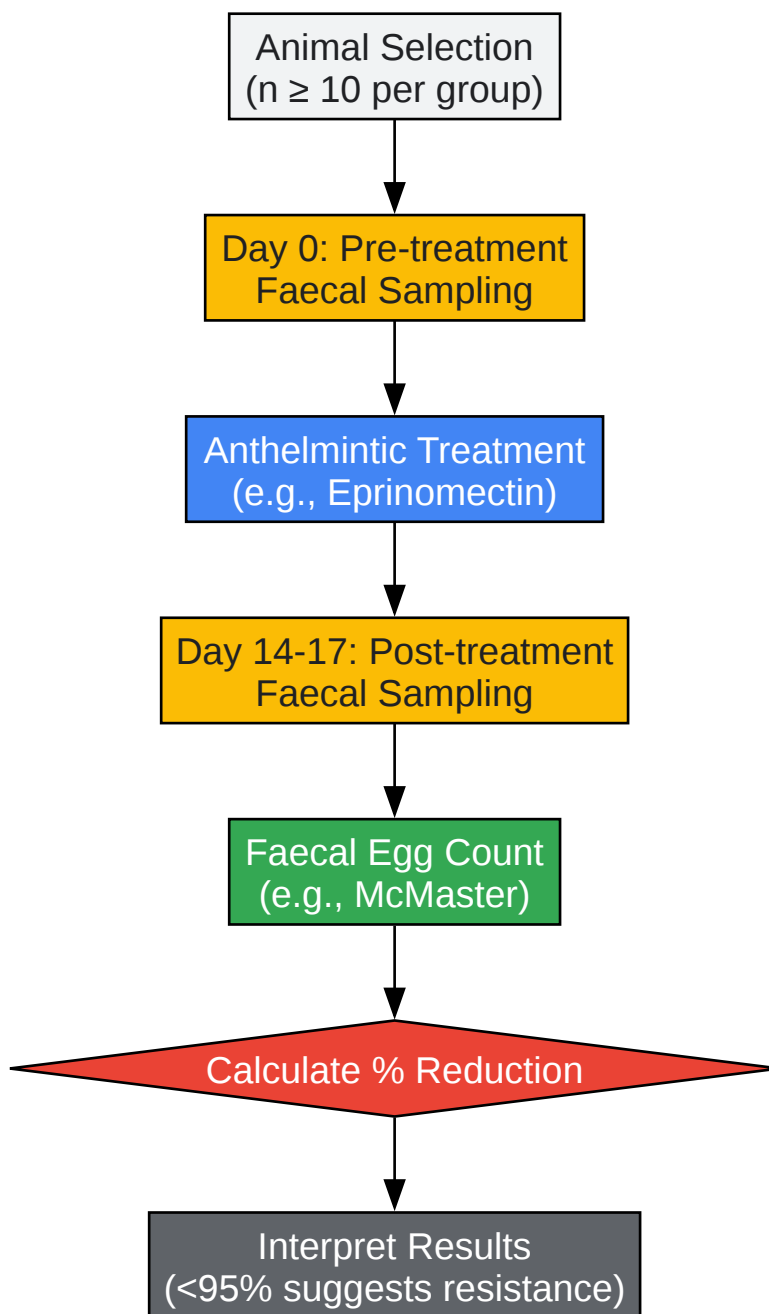 Animal Selection
(n ≥ 10 per group)
Day 0: Pre-treatment
Faecal Sampling
Anthelmintic Treatment
(e.g., Eprinomectin)
Day 14-17: Post-treatment
Faecal Sampling
Faecal Egg Count
(e.g., McMaster)
Calculate % Reduction
Interpret Results
(<95% suggests resistance)